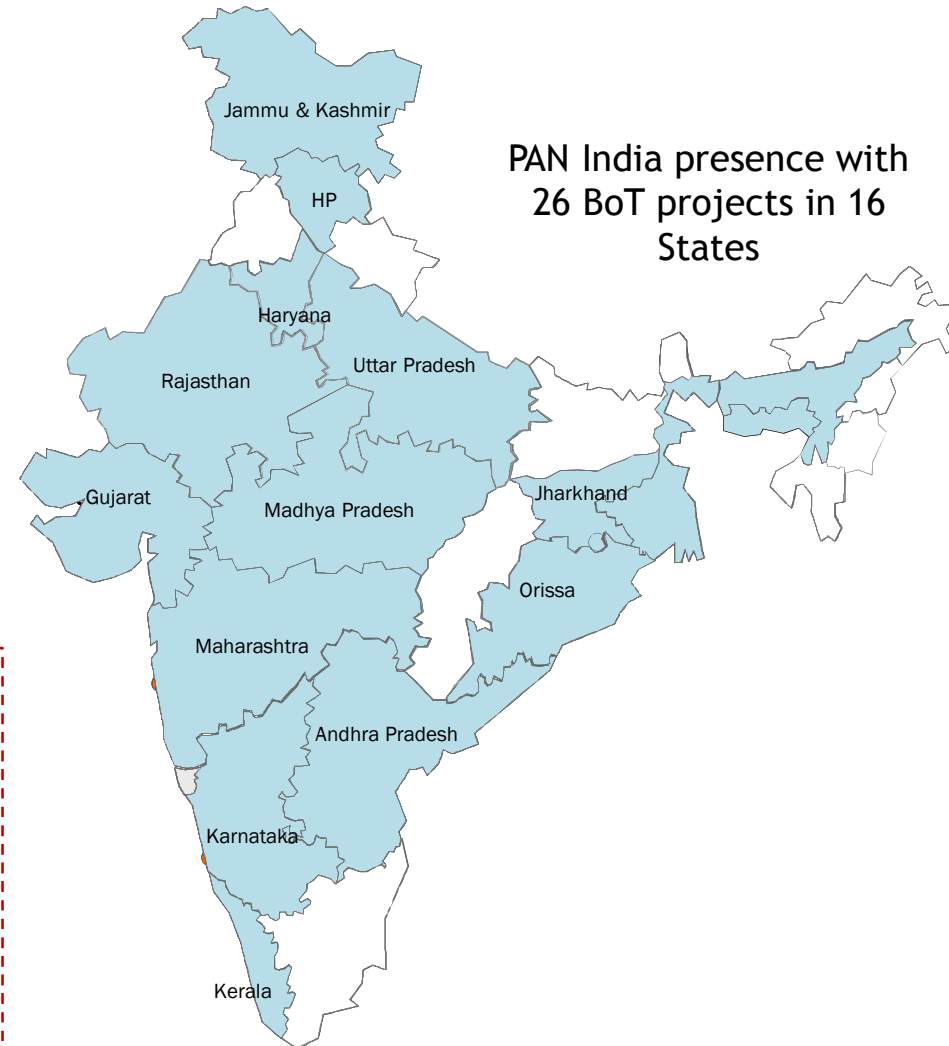 Jammu & Kashmir
PAN India presence with
26 BoT projects in 16
States
HP
Haryana
Uttar Pradesh
Rajasthan
Gujarat
Jharkhand
Madhya Pradesh
Orissa
Maharashtra
Andhra Pradesh
Karnataka
Kerala